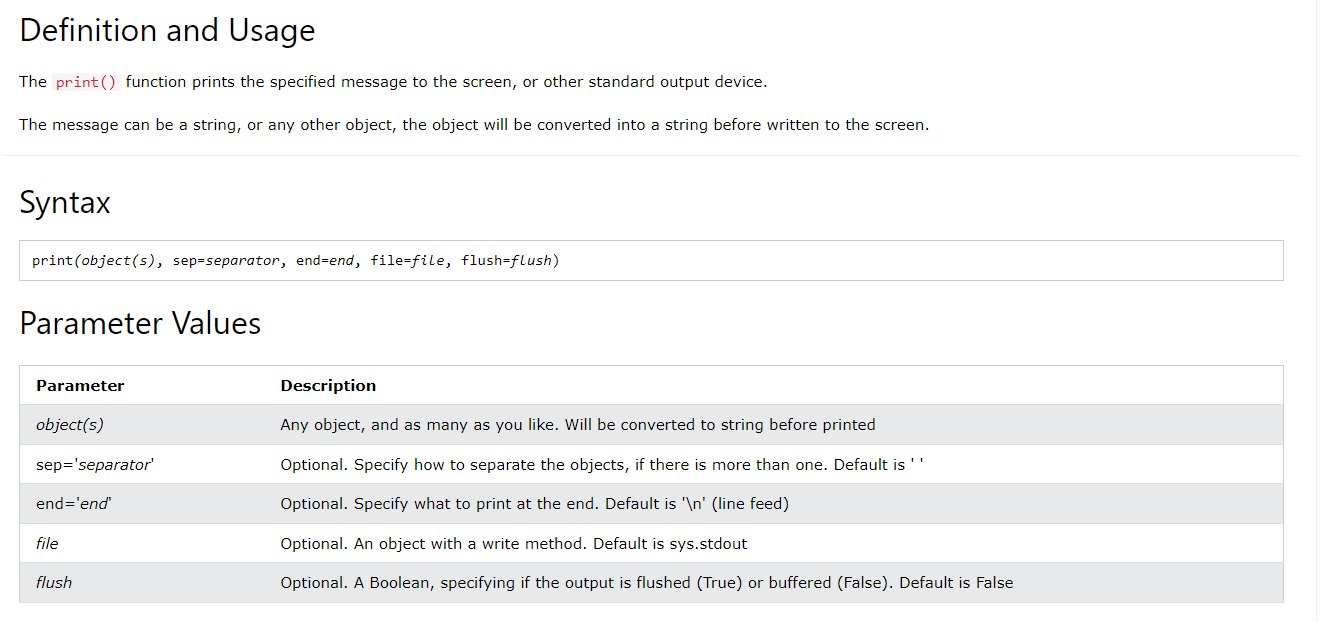 Definition and Usage
The print() function prints the specified message to the screen, or other standard output device.
The message can be a string, or any other object, the object will be converted into a string before written to the screen.
Syntax
print(object(s), sep=separator, end=end, file=file, flush=flush)
Parameter Values
Parameter Description
object(s) Any object, and as many as you like. Will be converted to string before printed
sep='separator' Optional. Specify how to separate the objects, if there is more than one. Default is ' '
end='end' Optional. Specify what to print at the end. Default is '\n' (line feed)
file Optional. An object with a write method. Default is sys.stdout
flush Optional. A Boolean, specifying if the output is flushed (True) or buffered (False). Default is False